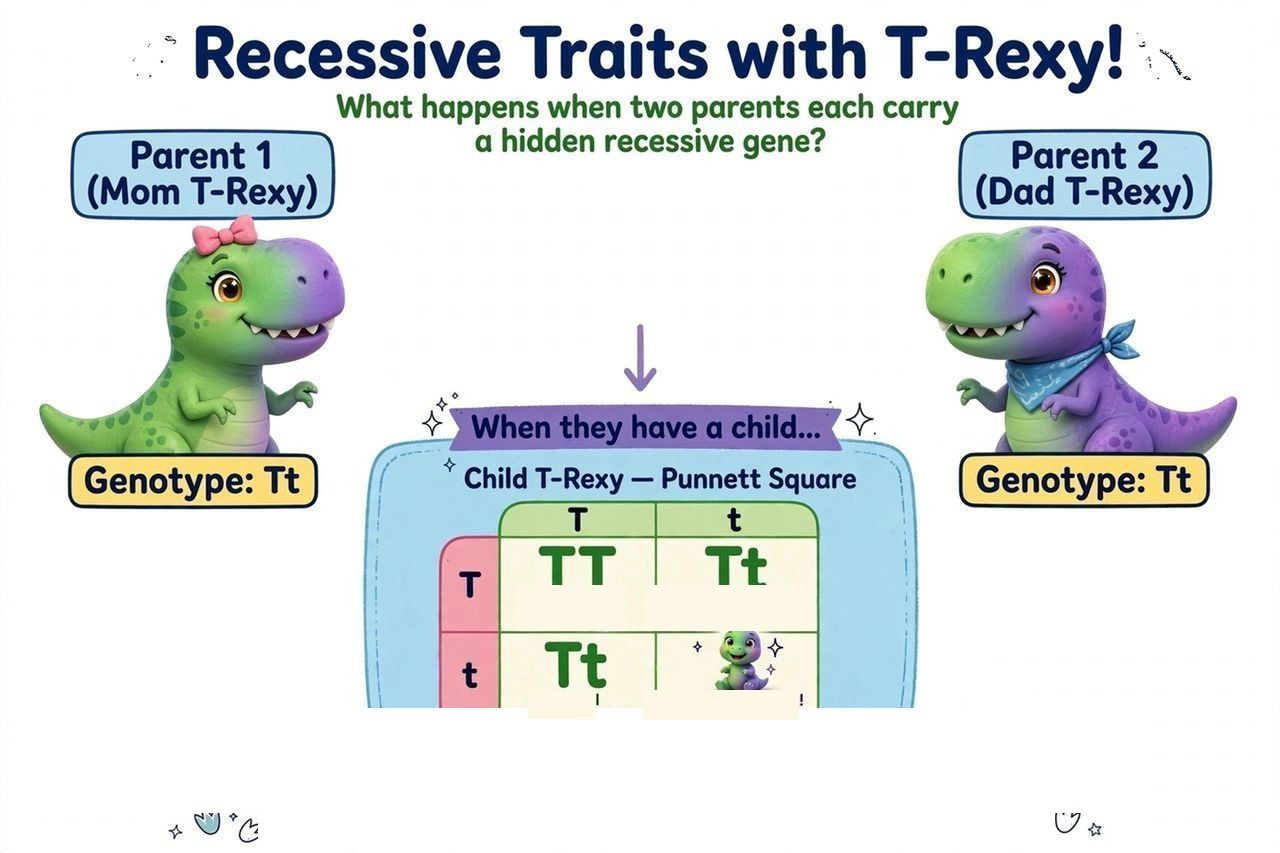 Recessive Traits with T-Rexy!
What happens when two parents each carry
a hidden recessive gene?
Parent 1
(Mom T-Rexy)
Parent 2
(Dad T-Rexy)
Genotype: Tt
Genotype: Tt
When they have a child...
Child T-Rexy — Punnett Square
T t
T TT Tt
t Tt
!